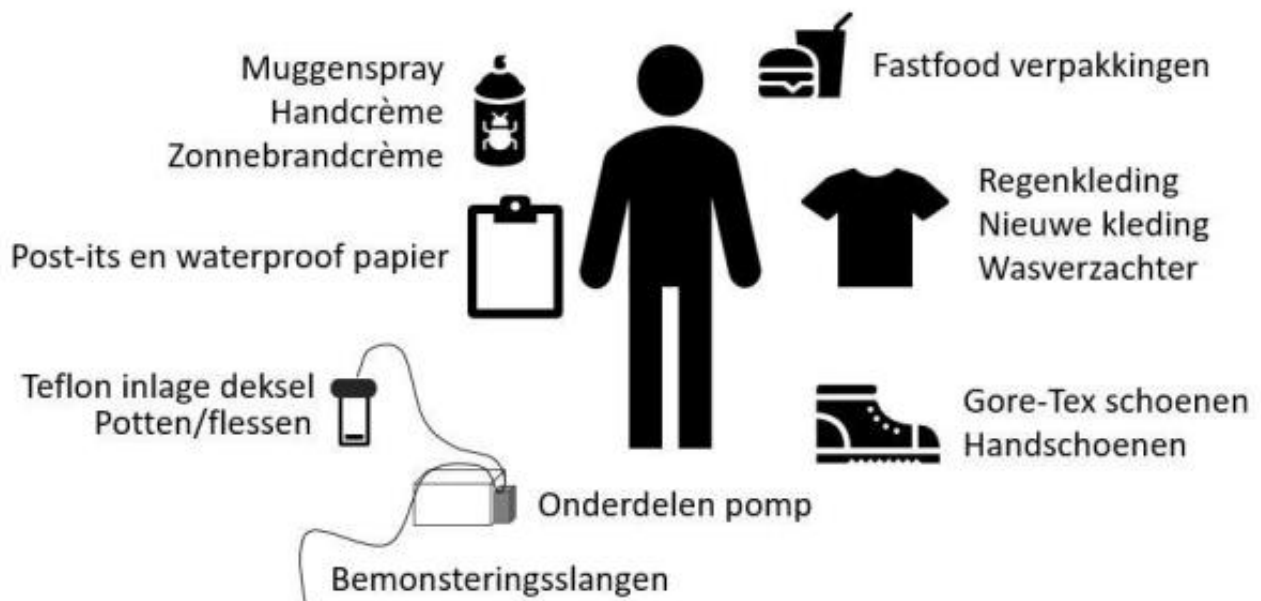 Muggenspray
Handcrème
Zonnebrandcrème
Fastfood verpakkingen
Post-its en waterproof papier
Regenkleding
Nieuwe kleding
Wasverzachter
Teflon inlage deksel
Potten/flessen
Gore-Tex schoenen
Handschoenen
Onderdelen pomp
Bemonsteringsslangen